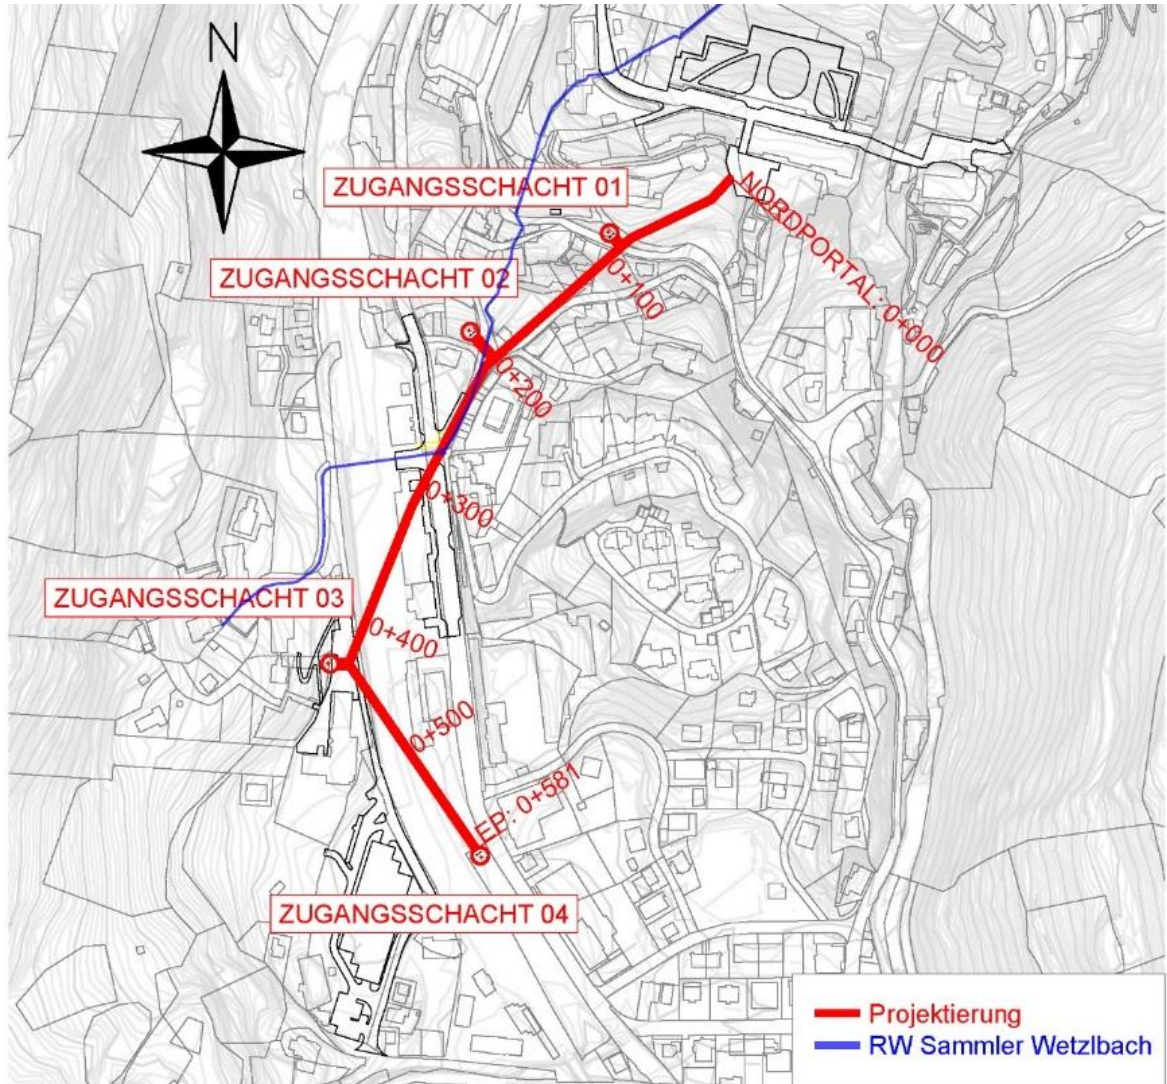 N
ZUGANGSSCHACHT 01
NORDPORTAL: 0+000
ZUGANGSSCHACHT 02
0+100
0+200
0+300
ZUGANGSSCHACHT 03
0+400
0+500
EP: 0+581
ZUGANGSSCHACHT 04
Projektierung
RW Sammler Wetzlbach